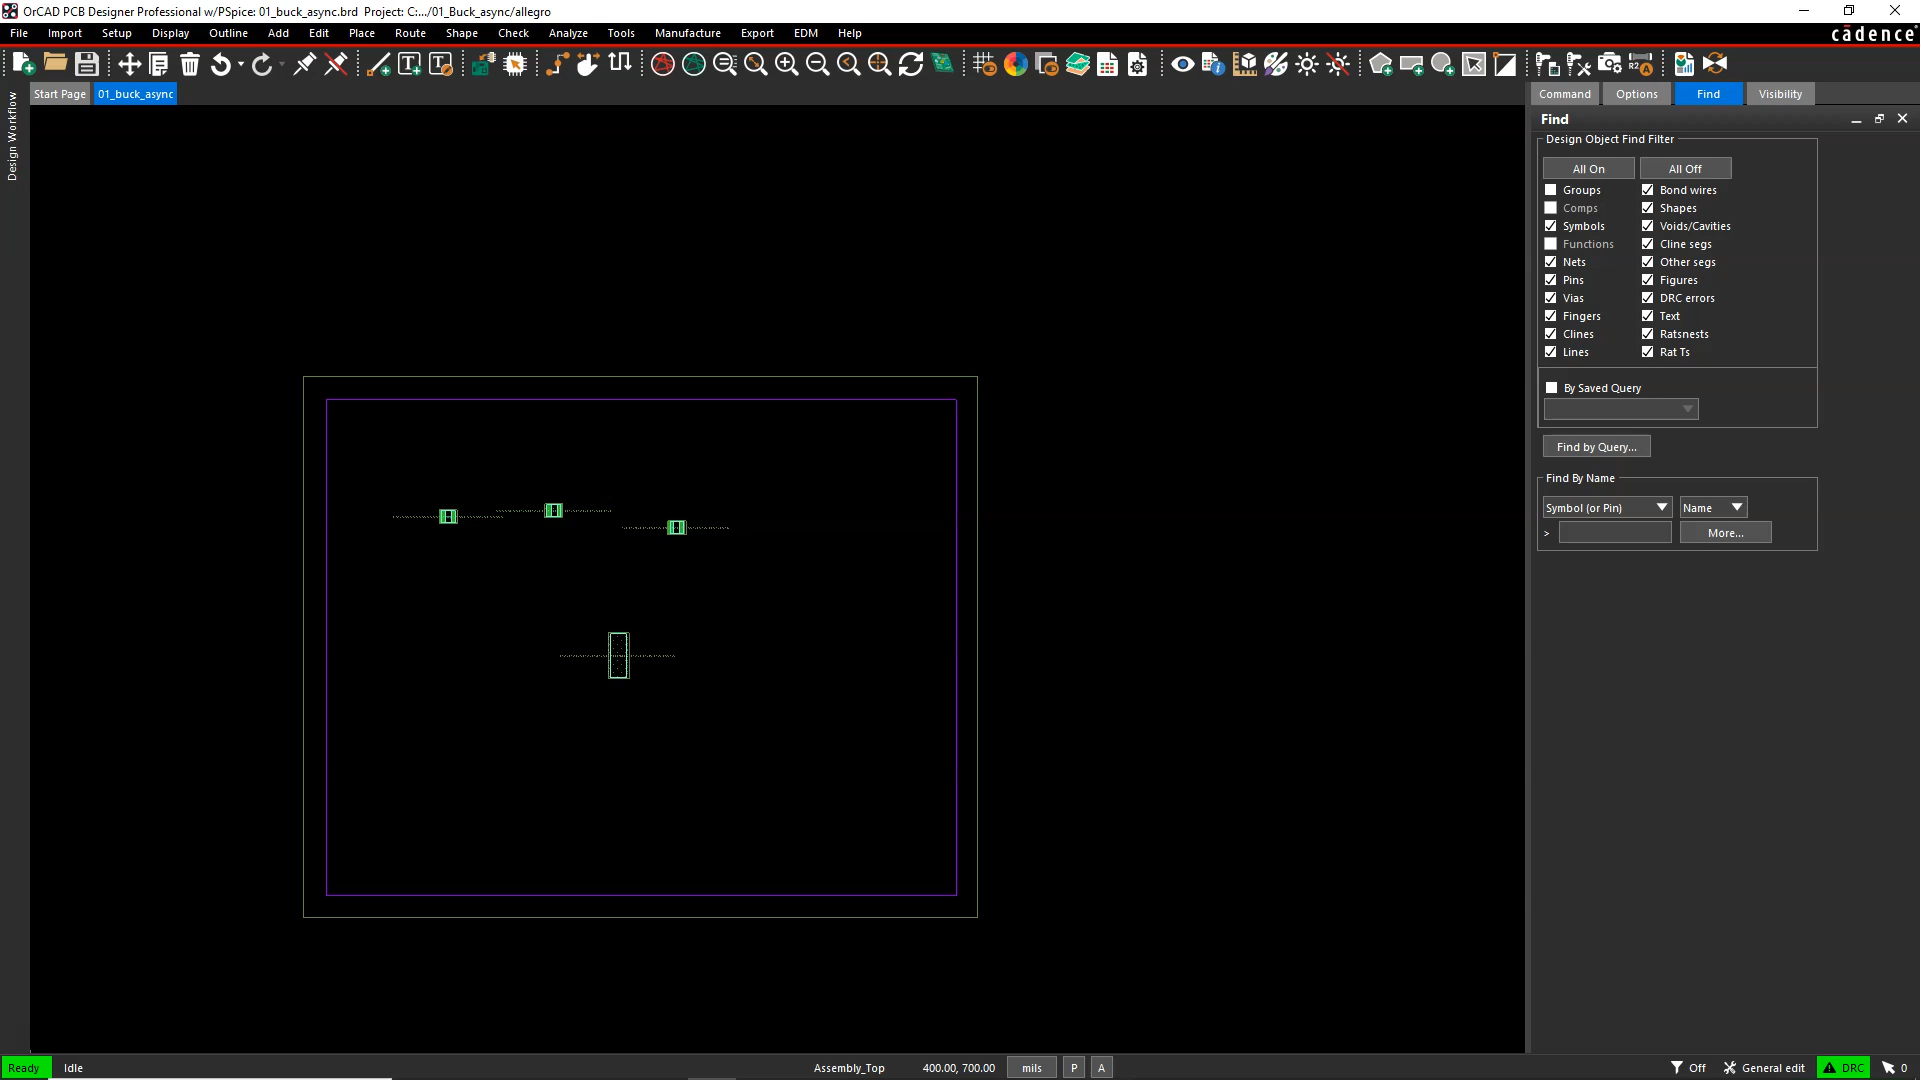 OrCAD PCB Designer Professional w/PSpice: 01_buck_async.brd Project: C:.../01_Buck_async/allegro
File Import Setup Display Outline Add Edit Place Route Shape Check Analyze Tools Manufacture Export EDM Help
cādence
Start Page 01_buck_async
Command Options Find Visibility
Design Workflow
Find
Design Object Find Filter
All On All Off
Groups Bond wires
Comps Shapes
Symbols Voids/Cavities
Functions Cline segs
Nets Other segs
Pins Figures
Vias DRC errors
Fingers Text
Clines Ratsnests
Lines Rat Ts
By Saved Query
Find by Query...
Find By Name
Symbol (or Pin) Name
> More...
Ready Idle Assembly_Top 400.00, 700.00 mils P A Off General edit DRC 0